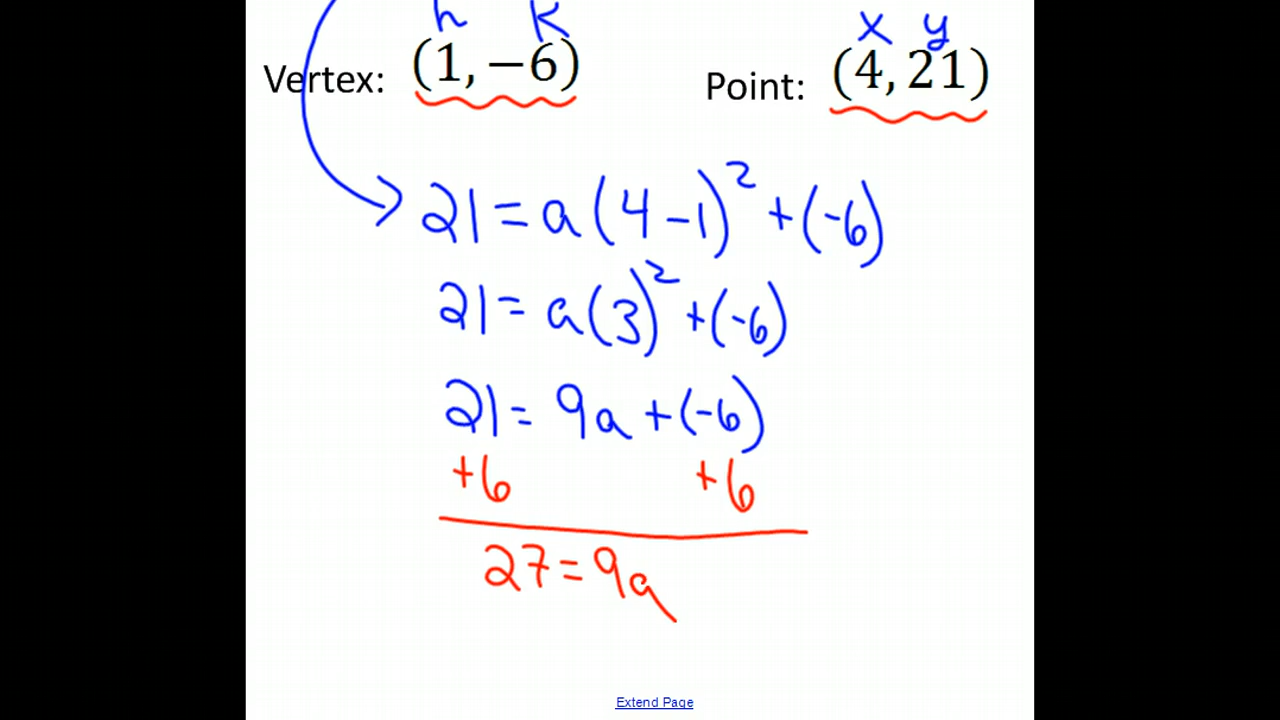 h k x y
Vertex: (1, −6) Point: (4, 21)
21 = a(4 - 1)² + (-6)
21 = a(3)² + (-6)
21 = 9a + (-6)
+6 +6
27 = 9a
Extend Page